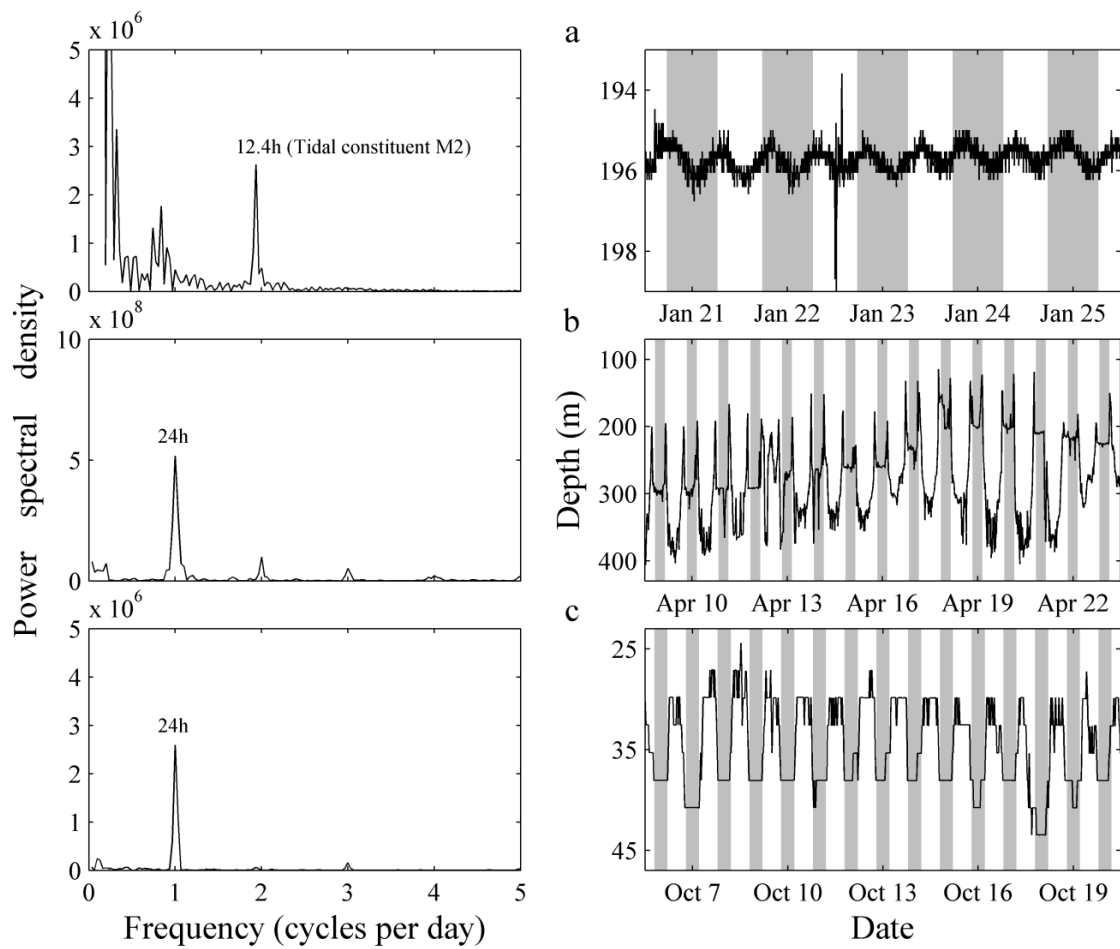 x 10^6
5
4
3
2
1
0
12.4h (Tidal constituent M2)
a
194
196
198
Jan 21 Jan 22 Jan 23 Jan 24 Jan 25
x 10^8
10
5
0
24h
b
100
200
300
400
Apr 10 Apr 13 Apr 16 Apr 19 Apr 22
x 10^6
5
4
3
2
1
0
24h
c
25
35
45
Oct 7 Oct 10 Oct 13 Oct 16 Oct 19
0 1 2 3 4 5
Power spectral density
Frequency (cycles per day)
Depth (m)
Date